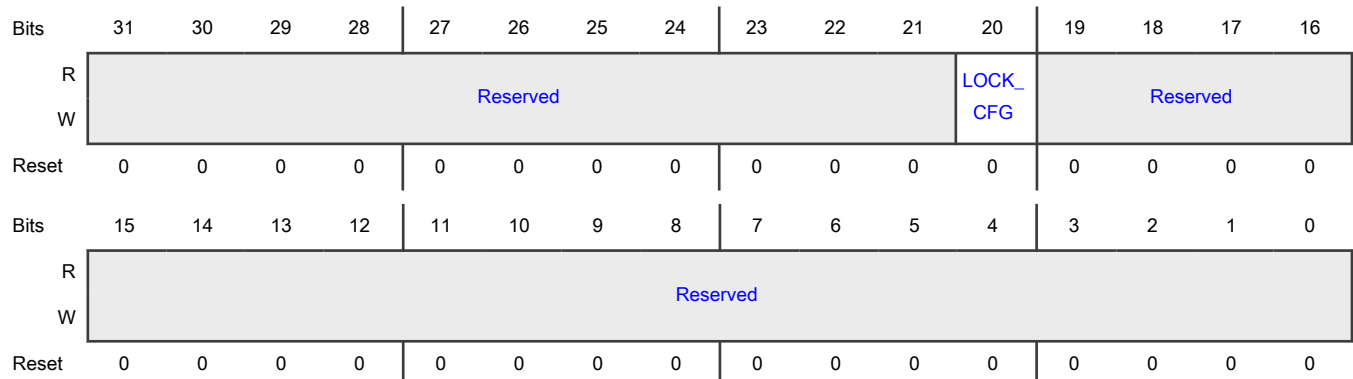 Bits 31 30 29 28 27 26 25 24 23 22 21 20 19 18 17 16
R
Reserved LOCK_ Reserved
CFG
W
Reset 0 0 0 0 0 0 0 0 0 0 0 0 0 0 0 0
Bits 15 14 13 12 11 10 9 8 7 6 5 4 3 2 1 0
R
Reserved
W
Reset 0 0 0 0 0 0 0 0 0 0 0 0 0 0 0 0